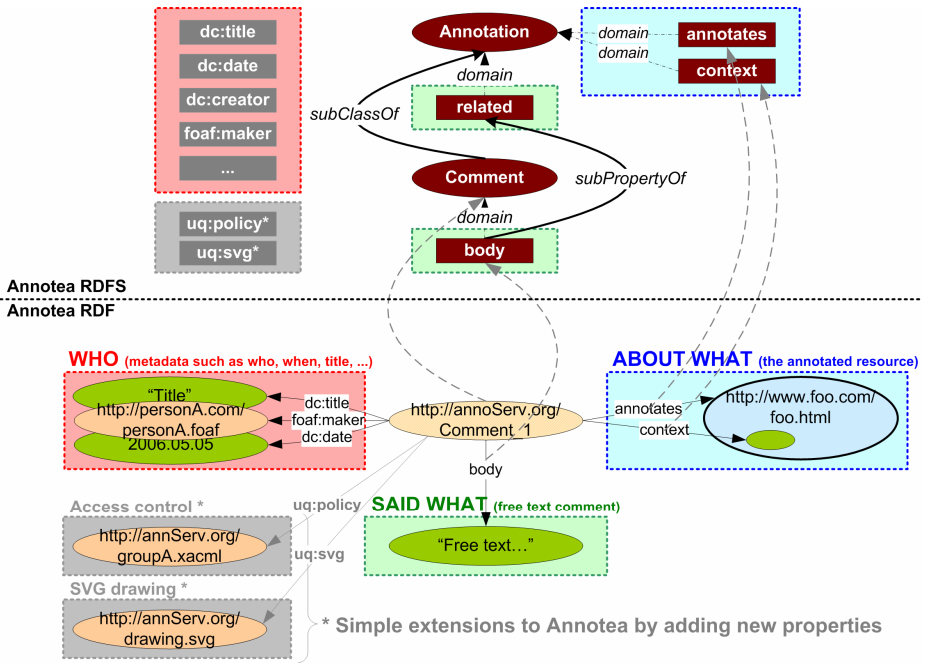 dc:title
dc:date
dc:creator
foaf:maker
...
uq:policy*
uq:svg*
Annotation
domain
domain
annotates
context
domain
related
subClassOf
Comment
subPropertyOf
domain
body
Annotea RDFS
Annotea RDF
WHO (metadata such as who, when, title, ...)
“Title”
http://personA.com/
personA.foaf
2006.05.05
dc:title
foaf:maker
dc:date
http://annoServ.org/
Comment_1
ABOUT WHAT (the annotated resource)
annotates
context
http://www.foo.com/
foo.html
body
SAID WHAT (free text comment)
“Free text…”
Access control *
uq:policy
http://annServ.org/
groupA.xacml
uq:svg
SVG drawing *
http://annServ.org/
drawing.svg
* Simple extensions to Annotea by adding new properties